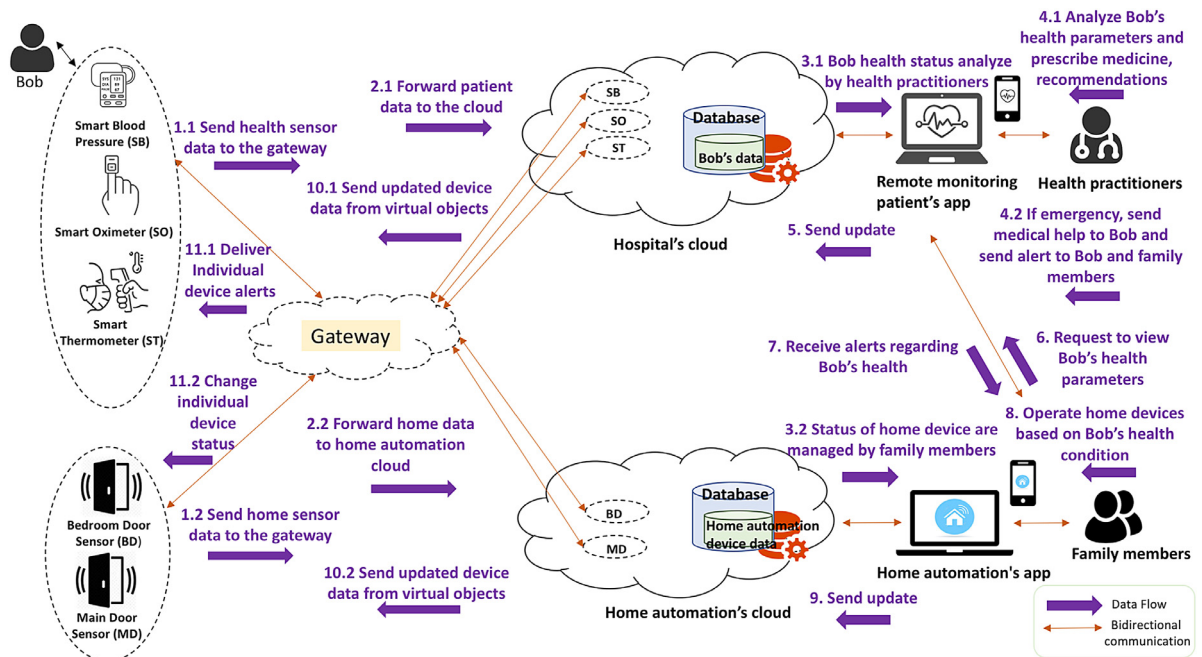 Bob
Smart Blood
Pressure (SB)
Smart Oximeter (SO)
Smart
Thermometer (ST)
1.1 Send health sensor
data to the gateway
2.1 Forward patient
data to the cloud
10.1 Send updated device
data from virtual objects
11.1 Deliver
Individual
device alerts
Gateway
SB
SO
ST
Database
Bob's data
Hospital's cloud
3.1 Bob health status analyze
by health practitioners
Remote monitoring
patient's app
4.1 Analyze Bob's
health parameters and
prescribe medicine,
recommendations
Health practitioners
4.2 If emergency, send
medical help to Bob and
send alert to Bob and family
members
5. Send update
6. Request to view
Bob's health
parameters
7. Receive alerts regarding
Bob's health
8. Operate home devices
based on Bob's health
condition
11.2 Change
individual
device
status
2.2 Forward home data
to home automation
cloud
Bedroom Door
Sensor (BD)
Main Door
Sensor (MD)
1.2 Send home sensor
data to the gateway
10.2 Send updated device
data from virtual objects
BD
MD
Database
Home automation
device data
Home automation's cloud
3.2 Status of home device are
managed by family members
Home automation's app
Family members
9. Send update
Data Flow
Bidirectional
communication